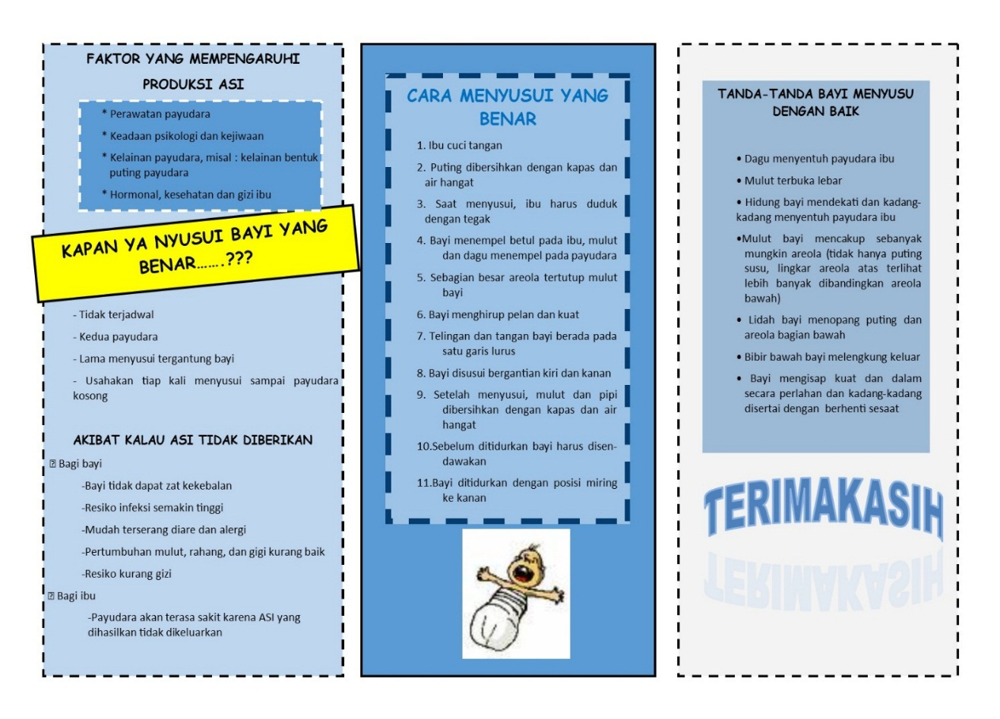 FAKTOR YANG MEMPENGARUHI
PRODUKSI ASI
* Perawatan payudara
* Keadaan psikologi dan kejiwaan
* Kelainan payudara, misal : kelainan bentuk
puting payudara
* Hormonal, kesehatan dan gizi ibu
KAPAN YA NYUSUI BAYI YANG
BENAR…….???
- Tidak terjadwal
- Kedua payudara
- Lama menyusui tergantung bayi
- Usahakan tiap kali menyusui sampai payudara
kosong
AKIBAT KALAU ASI TIDAK DIBERIKAN
Bagi bayi
-Bayi tidak dapat zat kekebalan
-Resiko infeksi semakin tinggi
-Mudah terserang diare dan alergi
-Pertumbuhan mulut, rahang, dan gigi kurang baik
-Resiko kurang gizi
Bagi ibu
-Payudara akan terasa sakit karena ASI yang
dihasilkan tidak dikeluarkan
CARA MENYUSUI YANG
BENAR
1. Ibu cuci tangan
2. Puting dibersihkan dengan kapas dan
air hangat
3. Saat menyusui, ibu harus duduk
dengan tegak
4. Bayi menempel betul pada ibu, mulut
dan dagu menempel pada payudara
5. Sebagian besar areola tertutup mulut
bayi
6. Bayi menghirup pelan dan kuat
7. Telingan dan tangan bayi berada pada
satu garis lurus
8. Bayi disusui bergantian kiri dan kanan
9. Setelah menyusui, mulut dan pipi
dibersihkan dengan kapas dan air
hangat
10.Sebelum ditidurkan bayi harus disen-
dawakan
11.Bayi ditidurkan dengan posisi miring
ke kanan
TANDA-TANDA BAYI MENYUSU
DENGAN BAIK
• Dagu menyentuh payudara ibu
• Mulut terbuka lebar
• Hidung bayi mendekati dan kadang-
kadang menyentuh payudara ibu
•Mulut bayi mencakup sebanyak
mungkin areola (tidak hanya puting
susu, lingkar areola atas terlihat
lebih banyak dibandingkan areola
bawah)
• Lidah bayi menopang puting dan
areola bagian bawah
• Bibir bawah bayi melengkung keluar
• Bayi mengisap kuat dan dalam
secara perlahan dan kadang-kadang
disertai dengan berhenti sesaat
TERIMAKASIH